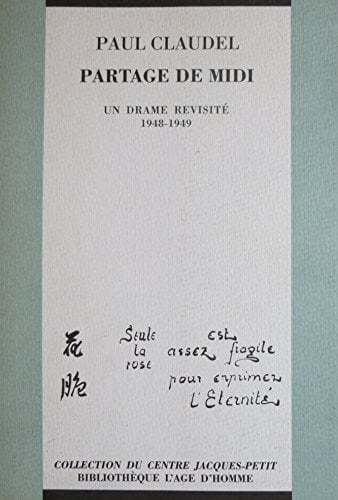 PAUL CLAUDEL
PARTAGE DE MIDI
UN DRAME REVISITÉ
1948-1949
花
脆
Seule
la
rose
est
assez fragile
pour exprimer
l'Eternité
COLLECTION DU CENTRE JACQUES-PETIT
BIBLIOTHÈQUE L'AGE D'HOMME